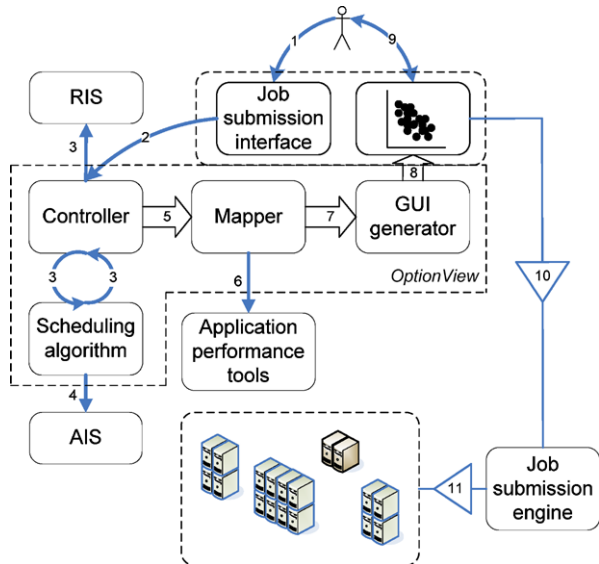 1
9
RIS
Job
submission
interface
2
3
8
Controller
5
Mapper
7
GUI
generator
3
3
6
OptionView
10
Scheduling
algorithm
Application
performance
tools
4
AIS
11
Job
submission
engine